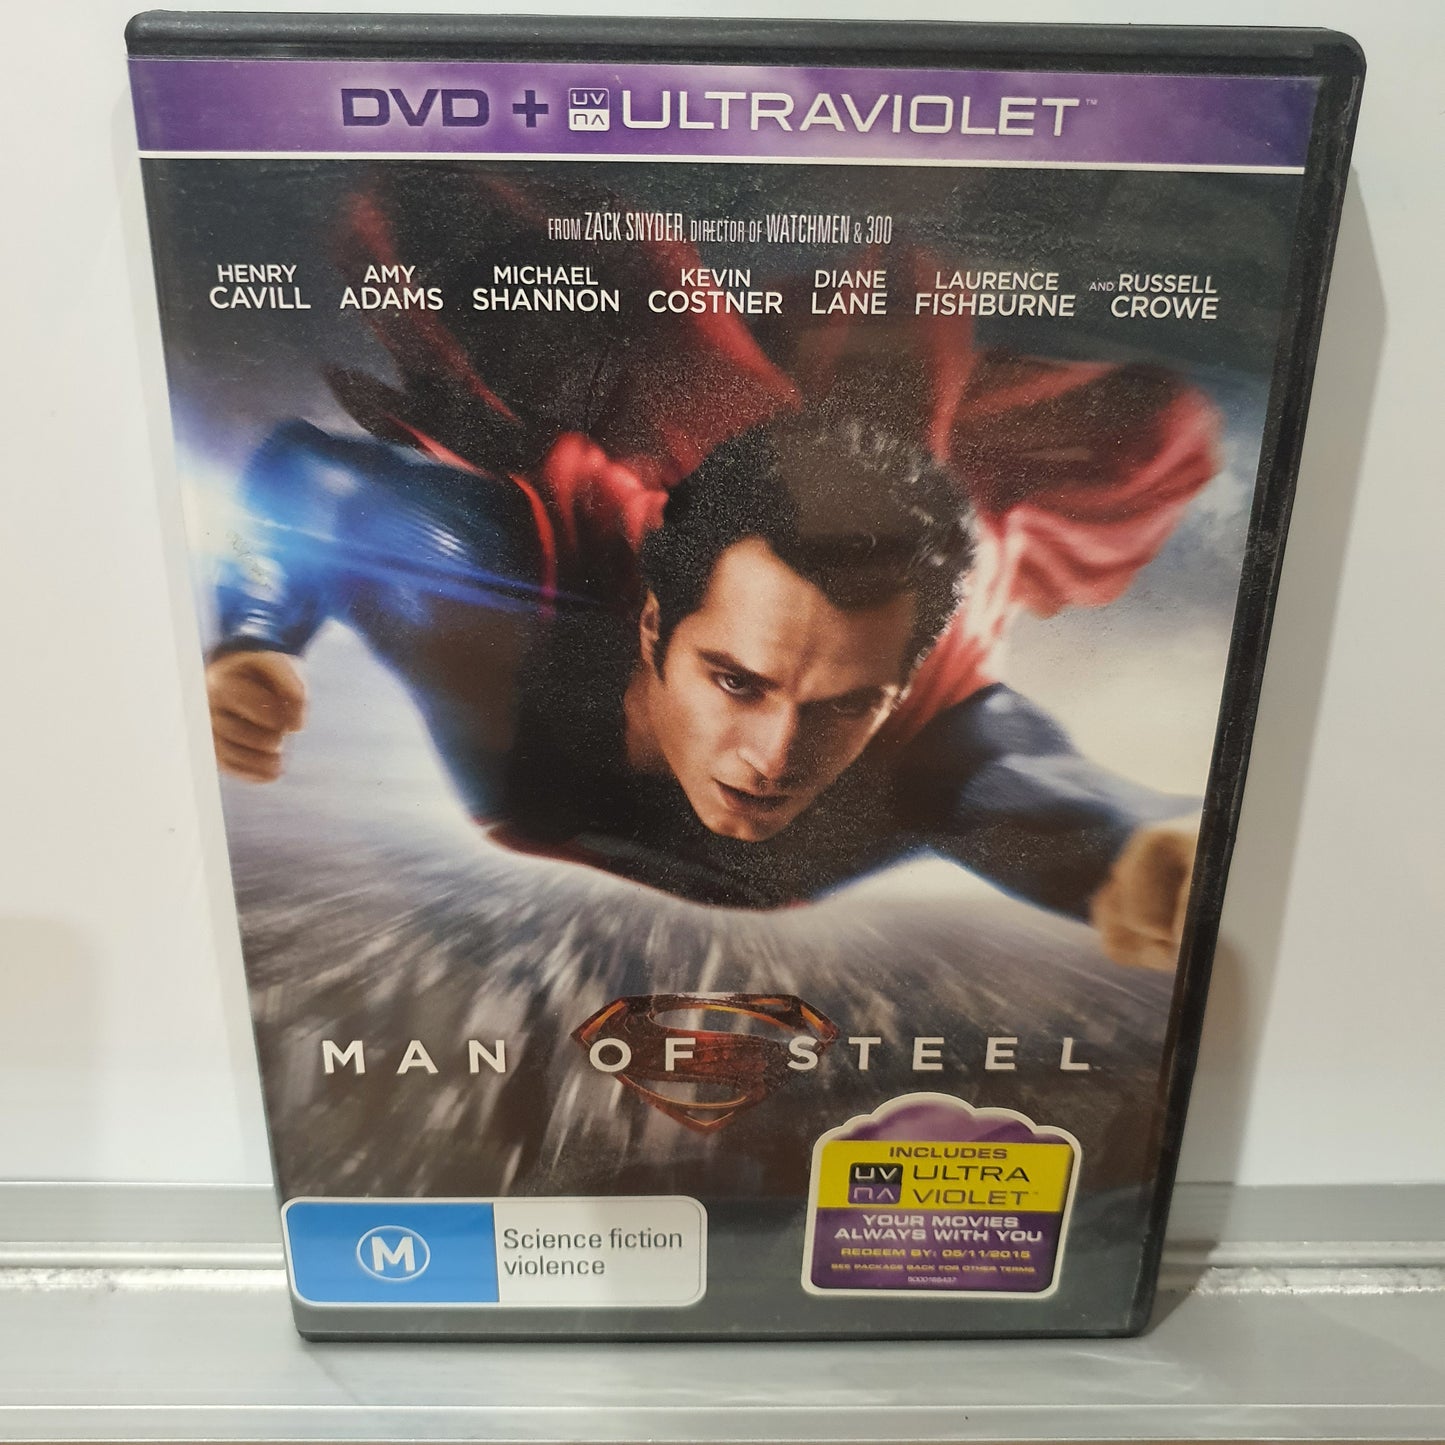 DVD + UV ULTRAVIOLET™
FROM ZACK SNYDER, DIRECTOR OF WATCHMEN & 300
HENRY CAVILL AMY ADAMS MICHAEL SHANNON KEVIN COSTNER DIANE LANE LAURENCE FISHBURNE AND RUSSELL CROWE
MAN OF STEEL
INCLUDES
UV ULTRA
VIOLET™
YOUR MOVIES
ALWAYS WITH YOU
REDEEM BY: 05/11/2015
SEE PACKAGE BACK FOR OTHER TERMS
M
Science fiction
violence